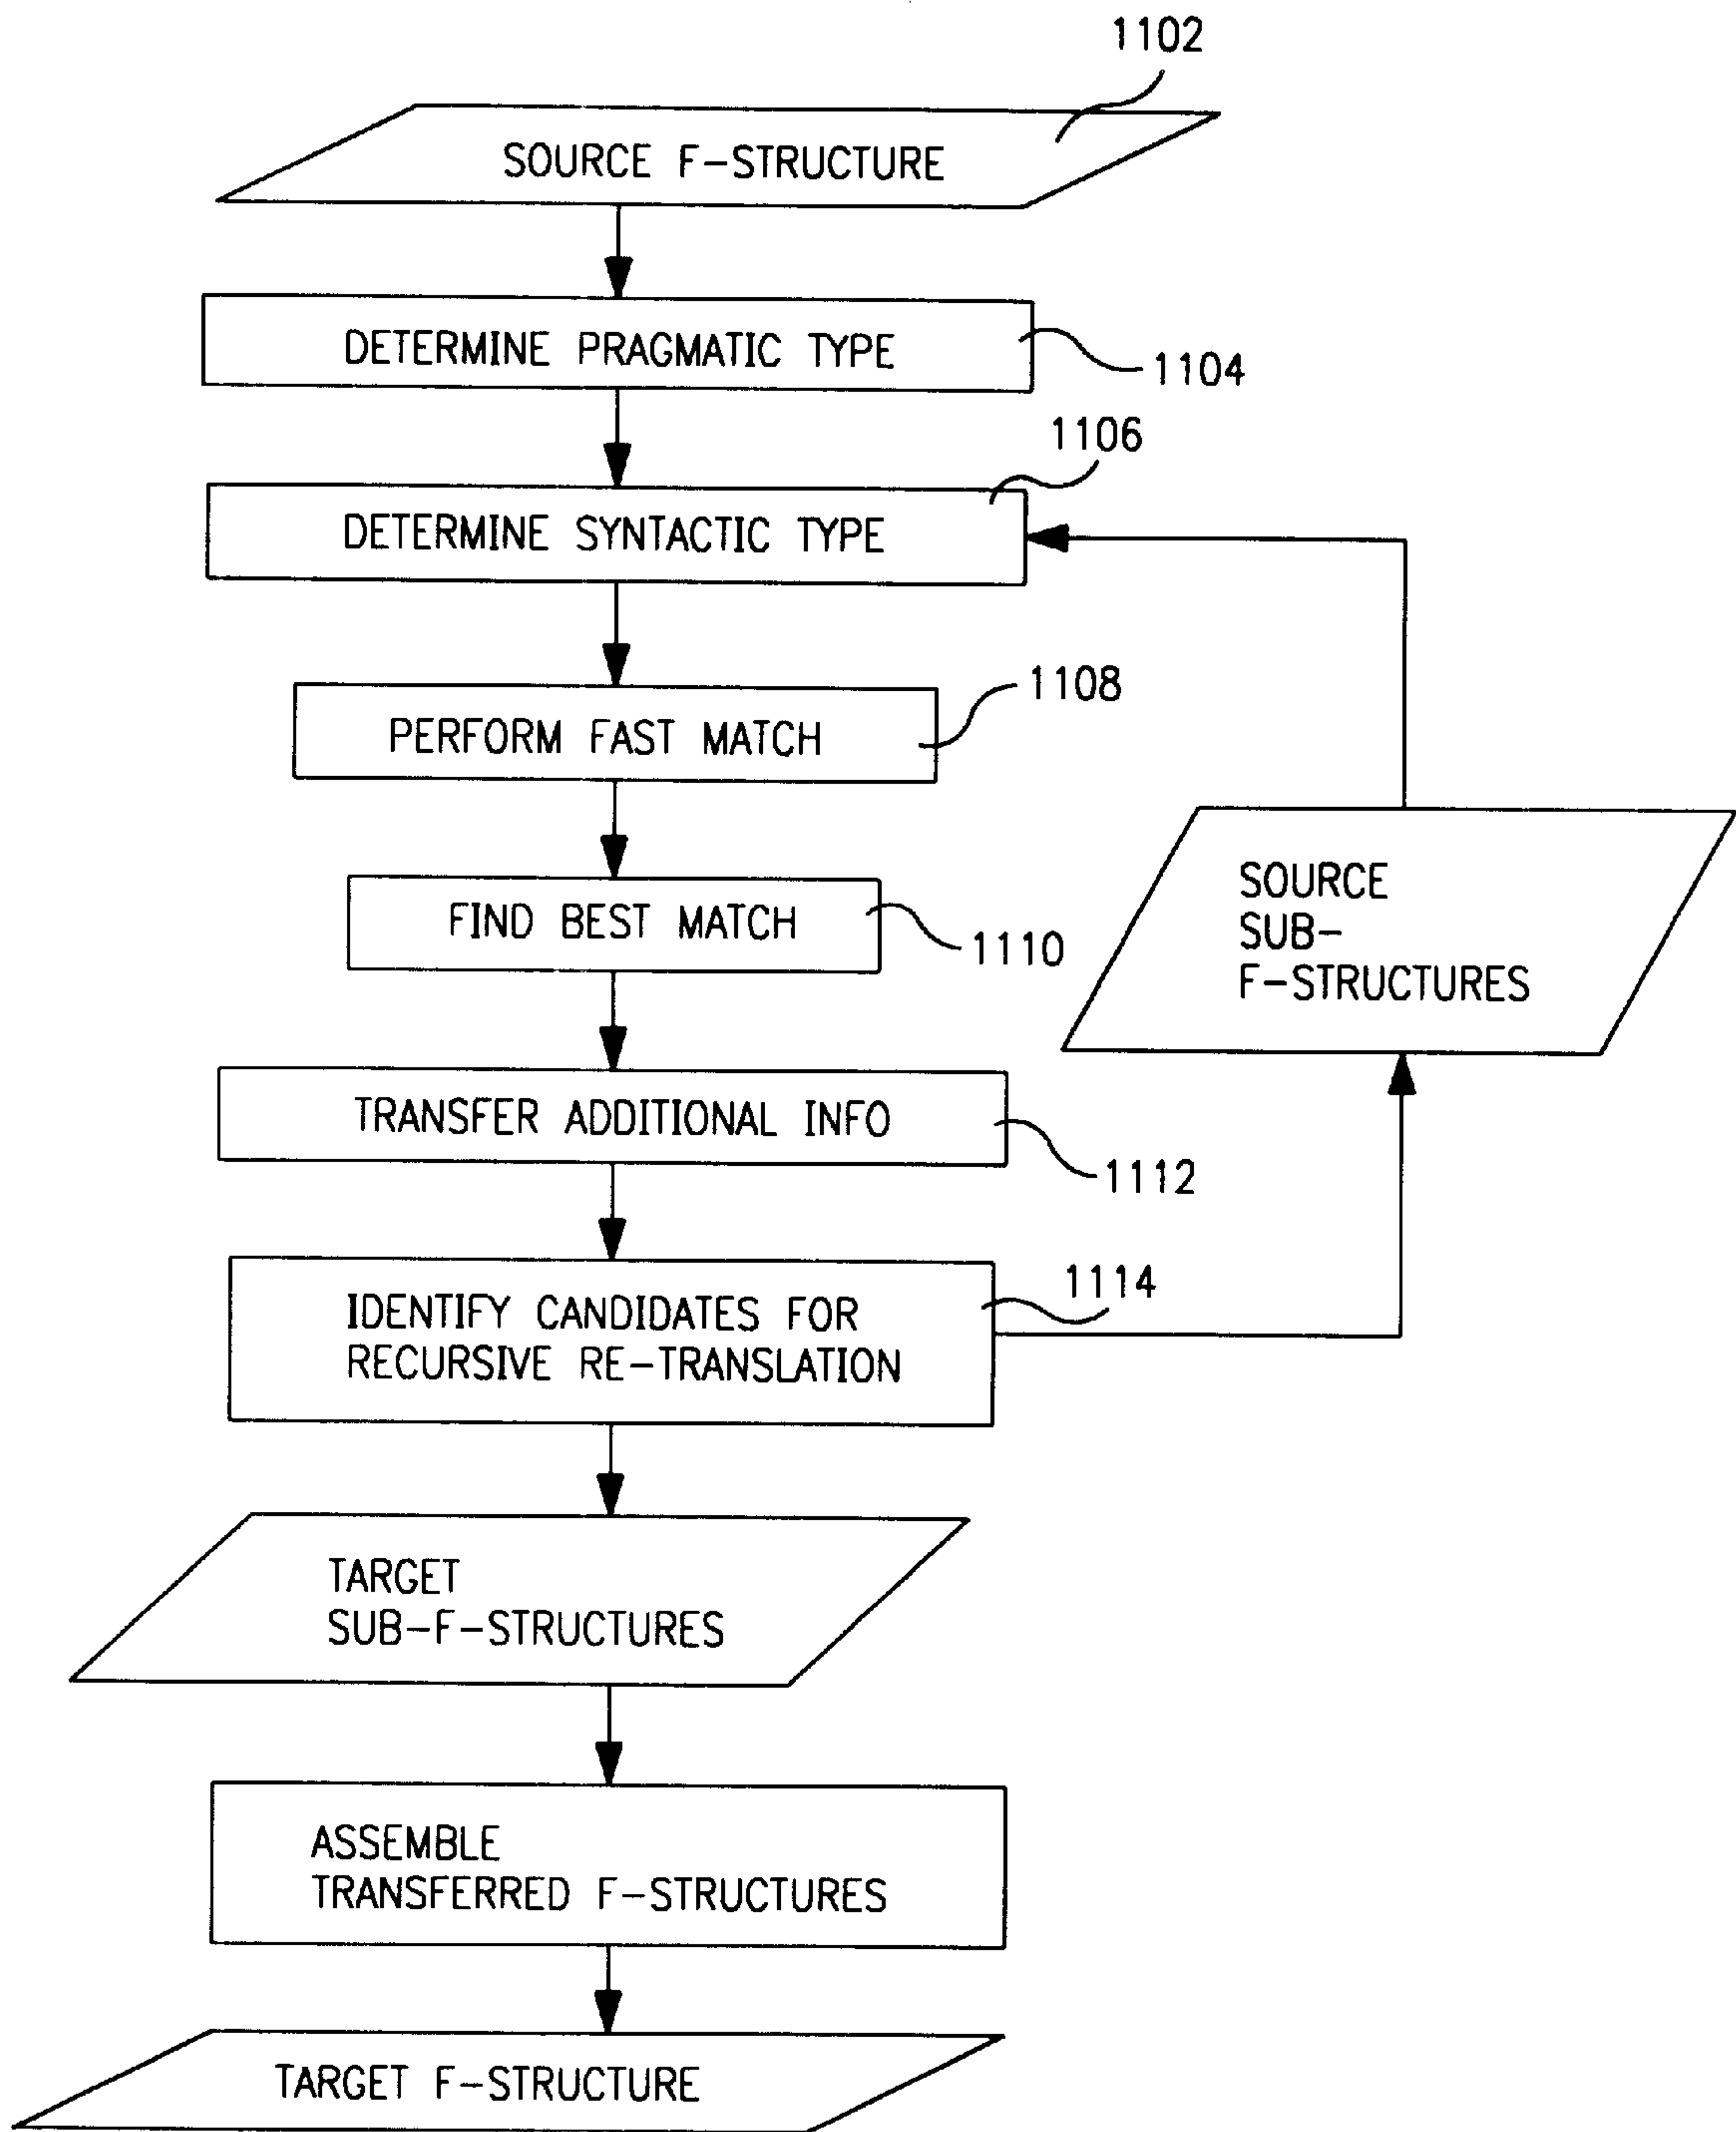 1102
SOURCE F-STRUCTURE
DETERMINE PRAGMATIC TYPE
1104
1106
DETERMINE SYNTACTIC TYPE
1108
PERFORM FAST MATCH
FIND BEST MATCH
1110
SOURCE
SUB-
F-STRUCTURES
TRANSFER ADDITIONAL INFO
1112
1114
IDENTIFY CANDIDATES FOR
RECURSIVE RE-TRANSLATION
TARGET
SUB-F-STRUCTURES
ASSEMBLE
TRANSFERRED F-STRUCTURES
TARGET F-STRUCTURE